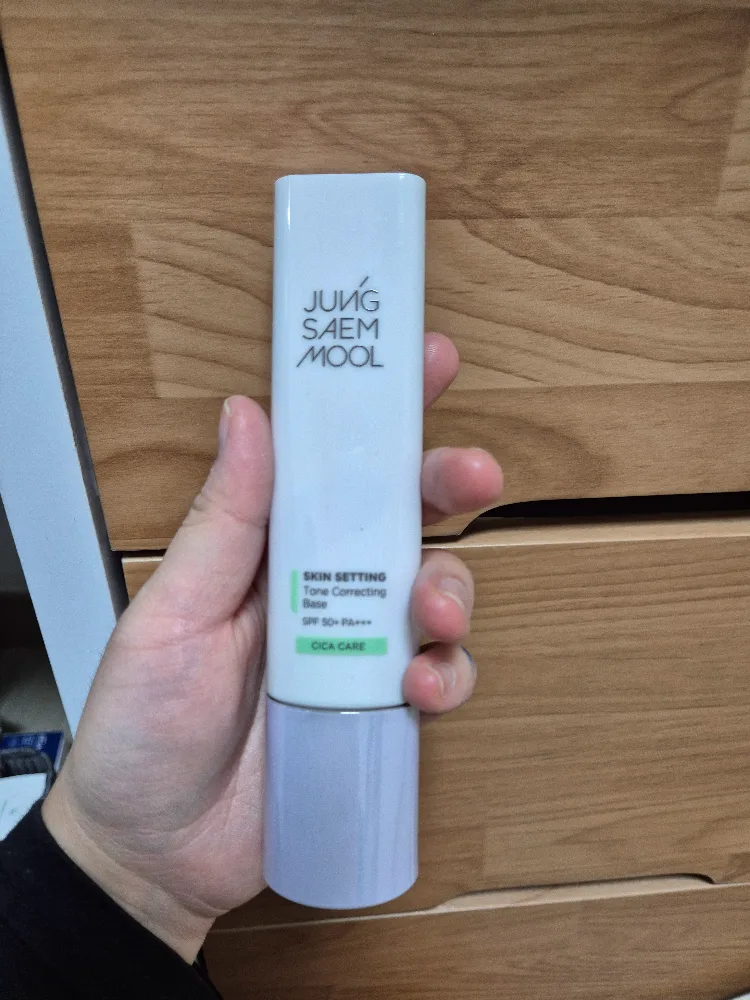 JUNG
SAEM
MOOL
SKIN SETTING
Tone Correcting
Base
SPF 50+ PA+++
CICA CARE